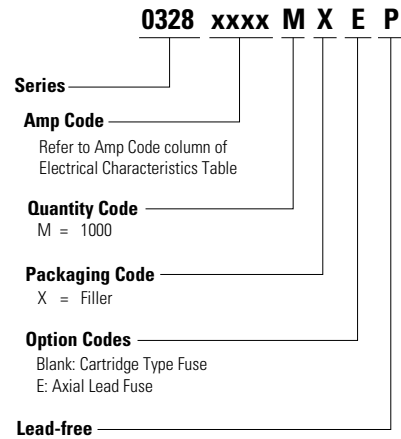 0328 xxxx M X E P
Series
Amp Code
Refer to Amp Code column of
Electrical Characteristics Table
Quantity Code
M = 1000
Packaging Code
X = Filler
Option Codes
Blank: Cartridge Type Fuse
E: Axial Lead Fuse
Lead-free